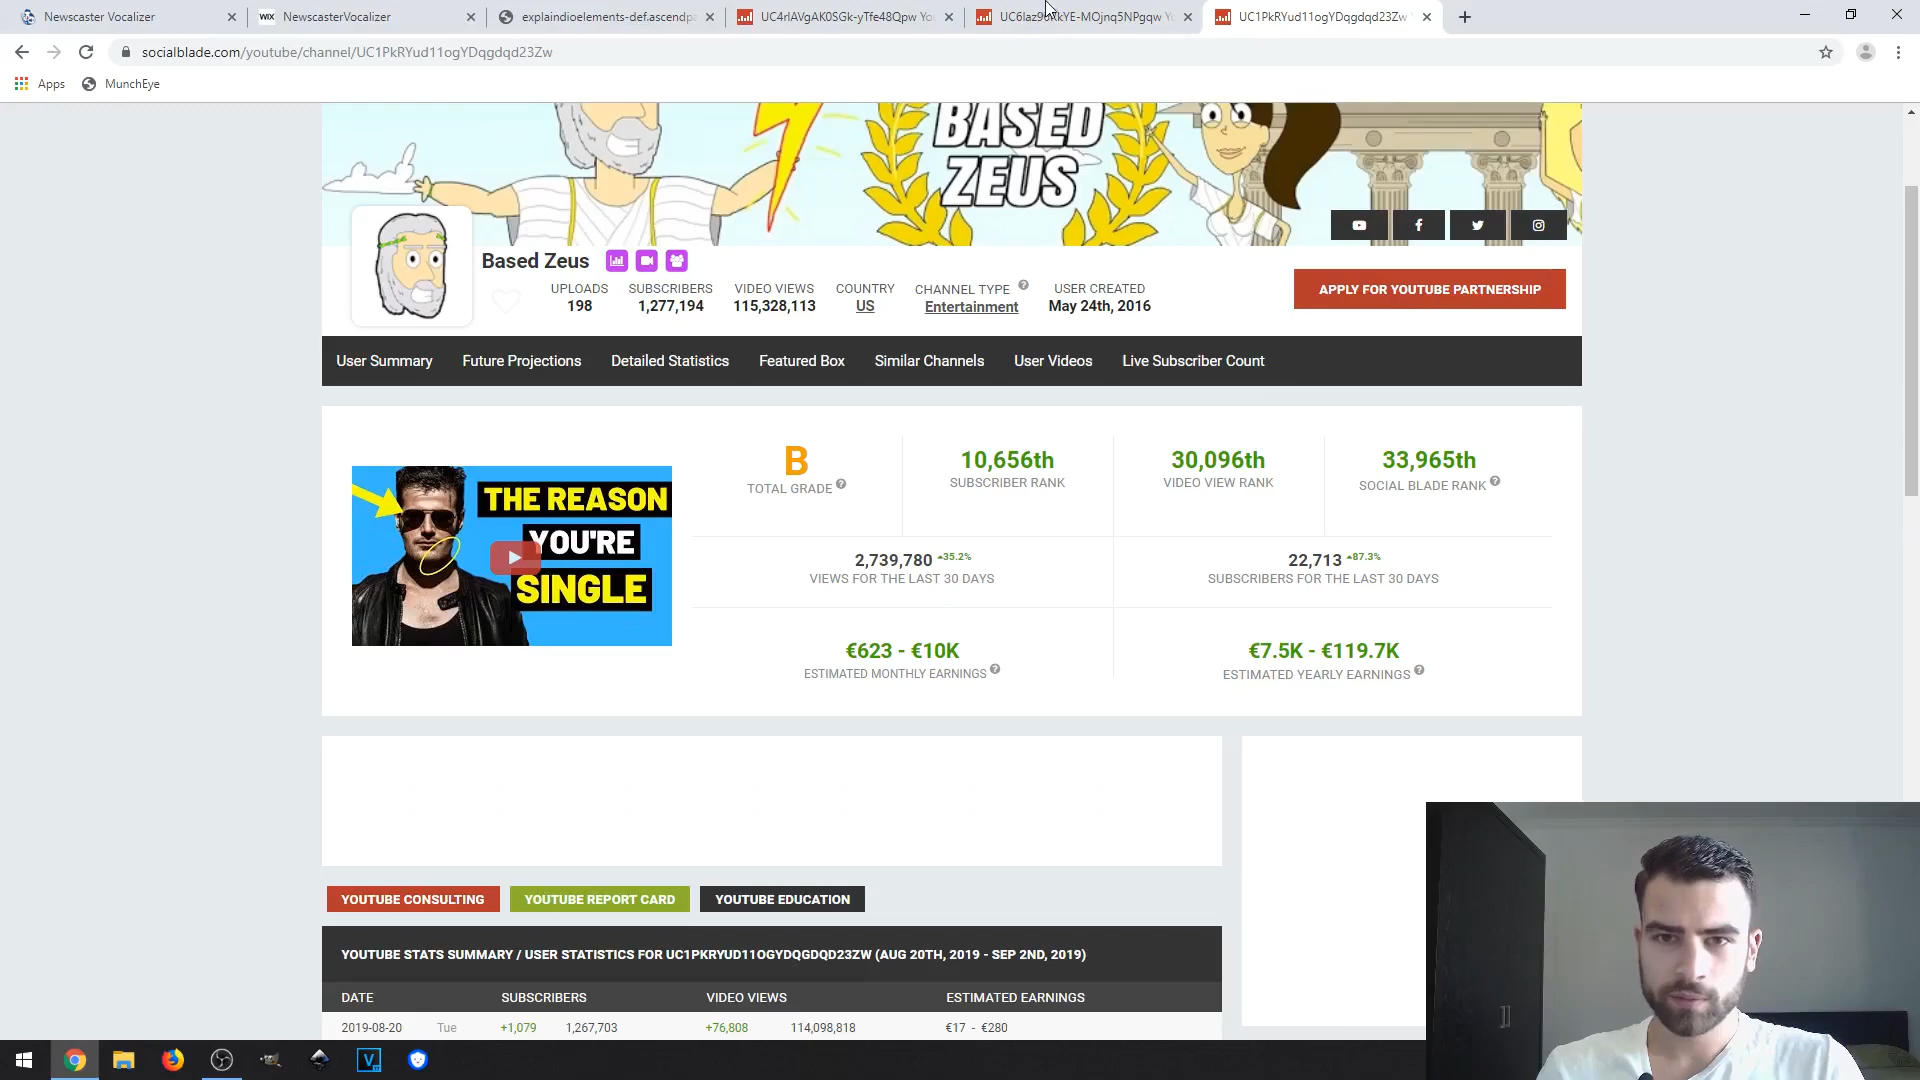 Newscaster Vocalizer
WIX NewscasterVocalizer
explaindioelements-def.ascendpa
UC4rIAVgAK0SGk-yTfe48Qpw Yo
UC1PkRYud11ogYDqgdqd23Zw
socialblade.com/youtube/channel/UC1PkRYud11ogYDqgdqd23Zw
Apps
MunchEye
BASED
ZEUS
Based Zeus
UPLOADS
198
SUBSCRIBERS
1,277,194
VIDEO VIEWS
115,328,113
COUNTRY
US
CHANNEL TYPE
Entertainment
USER CREATED
May 24th, 2016
APPLY FOR YOUTUBE PARTNERSHIP
User Summary
Future Projections
Detailed Statistics
Featured Box
Similar Channels
User Videos
Live Subscriber Count
THE REASON
YOU'RE
SINGLE
B
TOTAL GRADE
10,656th
SUBSCRIBER RANK
30,096th
VIDEO VIEW RANK
33,965th
SOCIAL BLADE RANK
2,739,780 35.2%
VIEWS FOR THE LAST 30 DAYS
22,713 87.3%
SUBSCRIBERS FOR THE LAST 30 DAYS
€623 - €10K
ESTIMATED MONTHLY EARNINGS
€7.5K - €119.7K
ESTIMATED YEARLY EARNINGS
YOUTUBE CONSULTING
YOUTUBE REPORT CARD
YOUTUBE EDUCATION
YOUTUBE STATS SUMMARY / USER STATISTICS FOR UC1PKRYUD11OGYDQGDQD23ZW (AUG 20TH, 2019 - SEP 2ND, 2019)
DATE SUBSCRIBERS VIDEO VIEWS ESTIMATED EARNINGS
2019-08-20 Tue +1,079 1,267,703 +76,808 114,098,818 €17 - €280